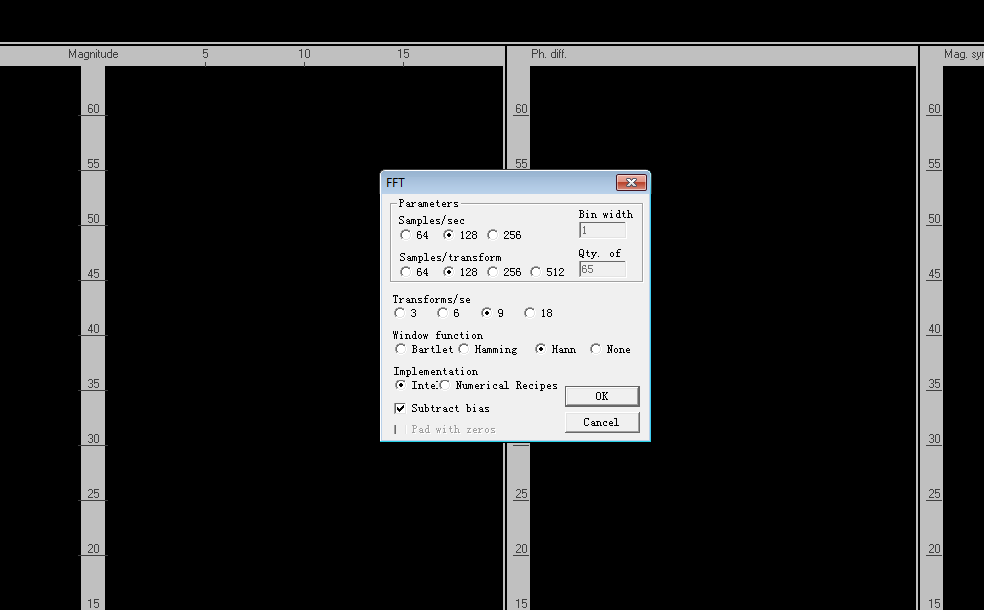 Magnitude 5 10 15 Ph. diff. Mag. syn
60 60 60
55 55 55
FFT
Parameters
Samples/sec Bin width
64 128 256 1
50 50
Samples/transform Qty. of
64 128 256 512 65
45 45
Transforms/se
3 6 9 18
40 40
Window function
Bartlet Hamming Hann None
Implementation
Inte Numerical Recipes
35 35
OK
Subtract bias
Cancel
Pad with zeros
30 30 30
25 25 25
20 20 20
15 15 15